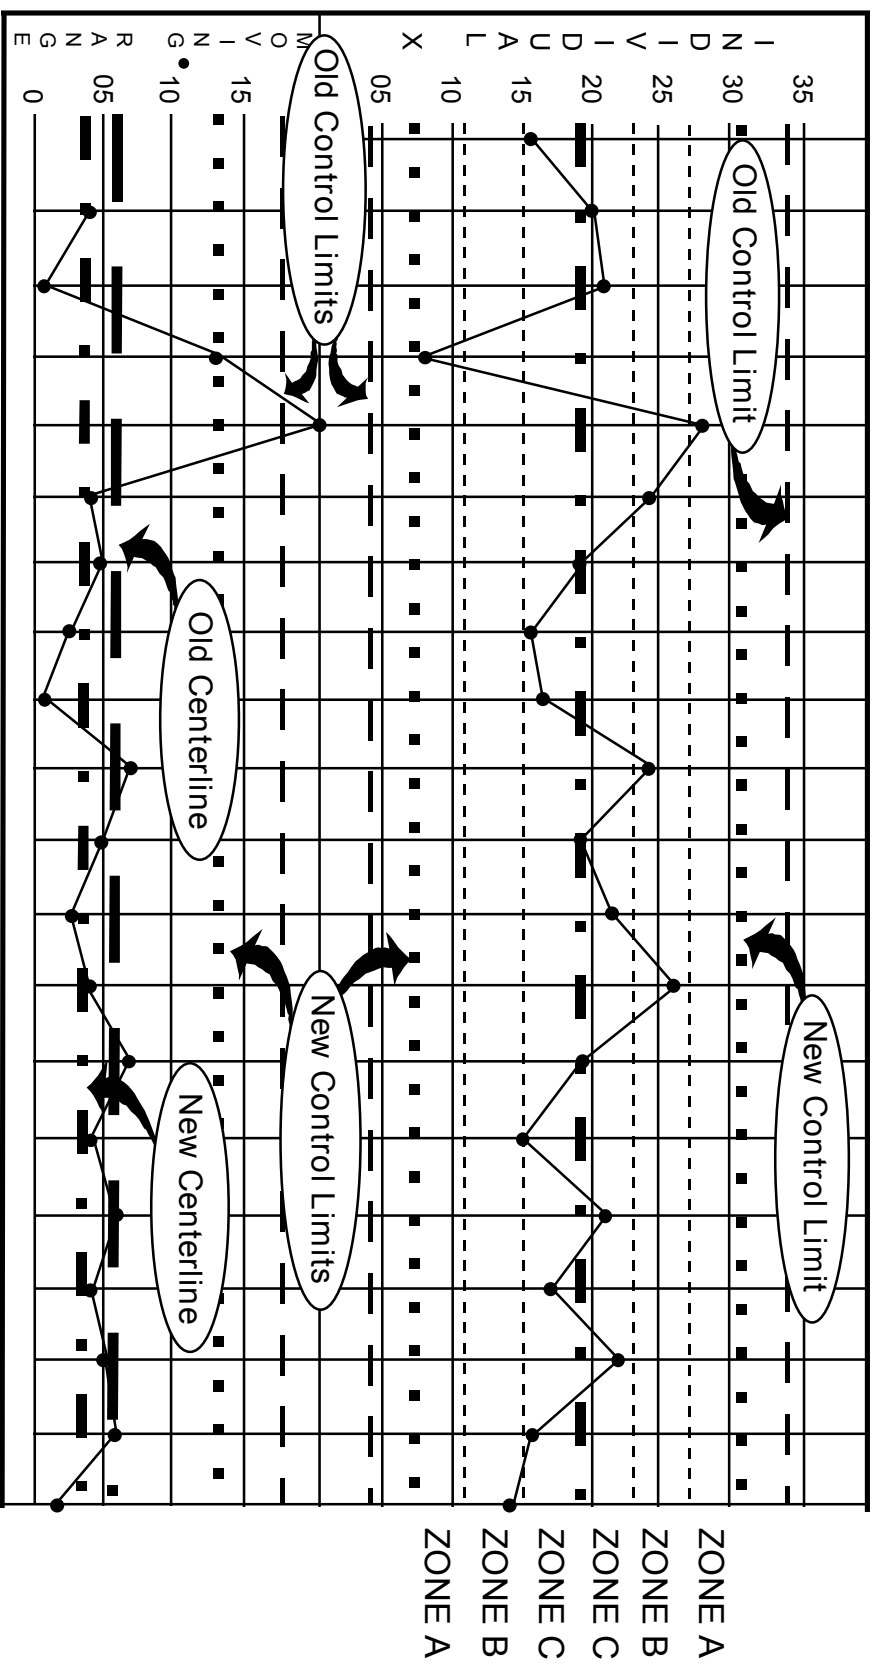 INDIVIDUAL X
35
30
25
20
15
10
05
MOVING RANGE
15
10
05
0
Old Control Limit
New Control Limit
Old Control Limits
New Control Limits
Old Centerline
New Centerline
ZONE A
ZONE B
ZONE C
ZONE C
ZONE B
ZONE A